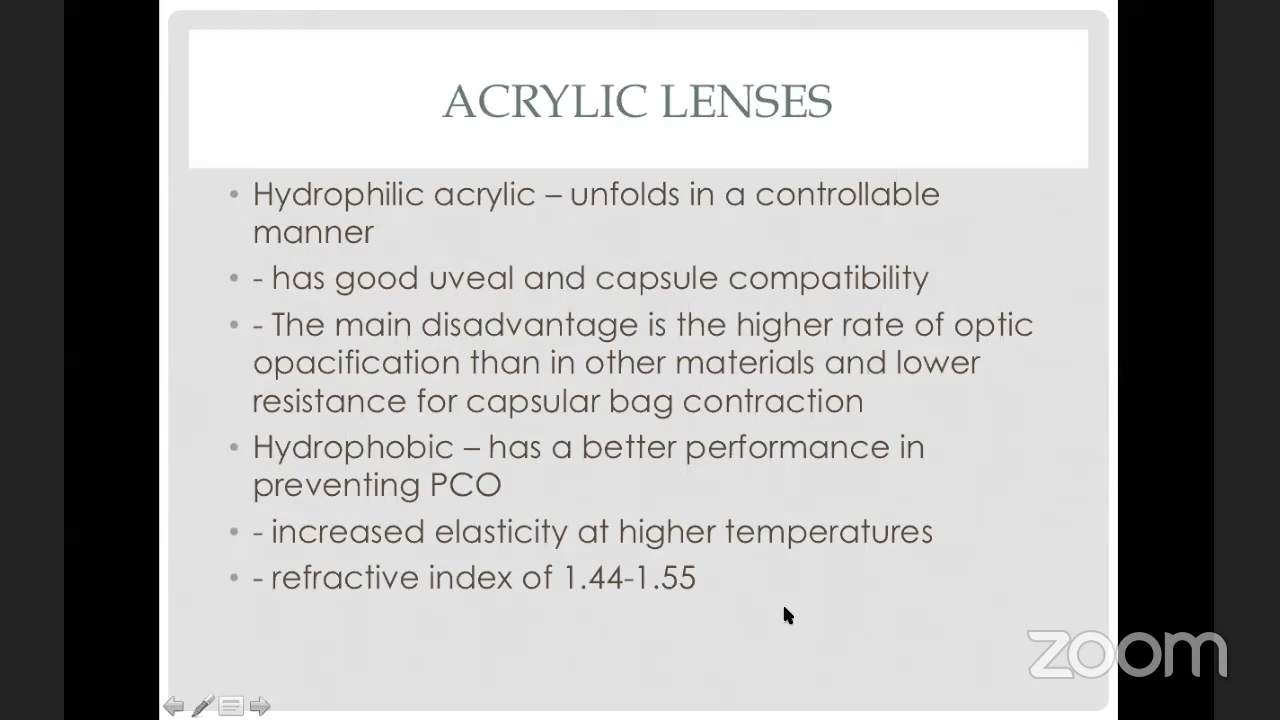 ACRYLIC LENSES
• Hydrophilic acrylic – unfolds in a controllable
manner
• - has good uveal and capsule compatibility
• - The main disadvantage is the higher rate of optic
opacification than in other materials and lower
resistance for capsular bag contraction
• Hydrophobic – has a better performance in
preventing PCO
• - increased elasticity at higher temperatures
• - refractive index of 1.44-1.55
zoom